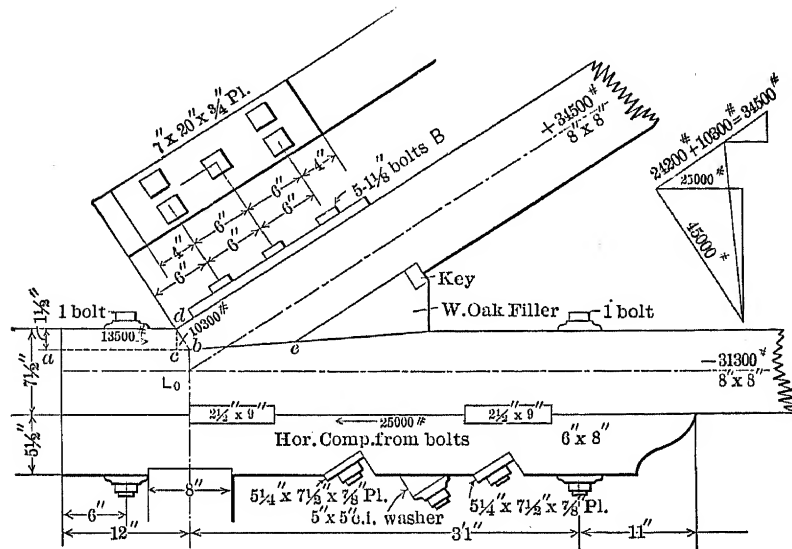 7" x 20" x 3/4" Pl.
4"
6"
6"
4"
6"
6"
5-1 1/8" bolts B
+34500#
8" x 8"
24200# + 10300# = 34500#
25000#
45000#
Key
W. Oak Filler
1 bolt
1 bolt
1 1/2"
13500#
10300#
d
a
c
b
e
7 1/2"
L₀
-31300#
8" x 8"
2 1/2" x 9"
25000#
2 1/2" x 9"
Hor. Comp. from bolts
6" x 8"
5 1/2"
8"
5 1/4" x 7 1/2" x 7/8" Pl.
5" x 5" c.i. washer
5 1/4" x 7 1/2" x 7/8" Pl.
6"
12"
3'1"
11"